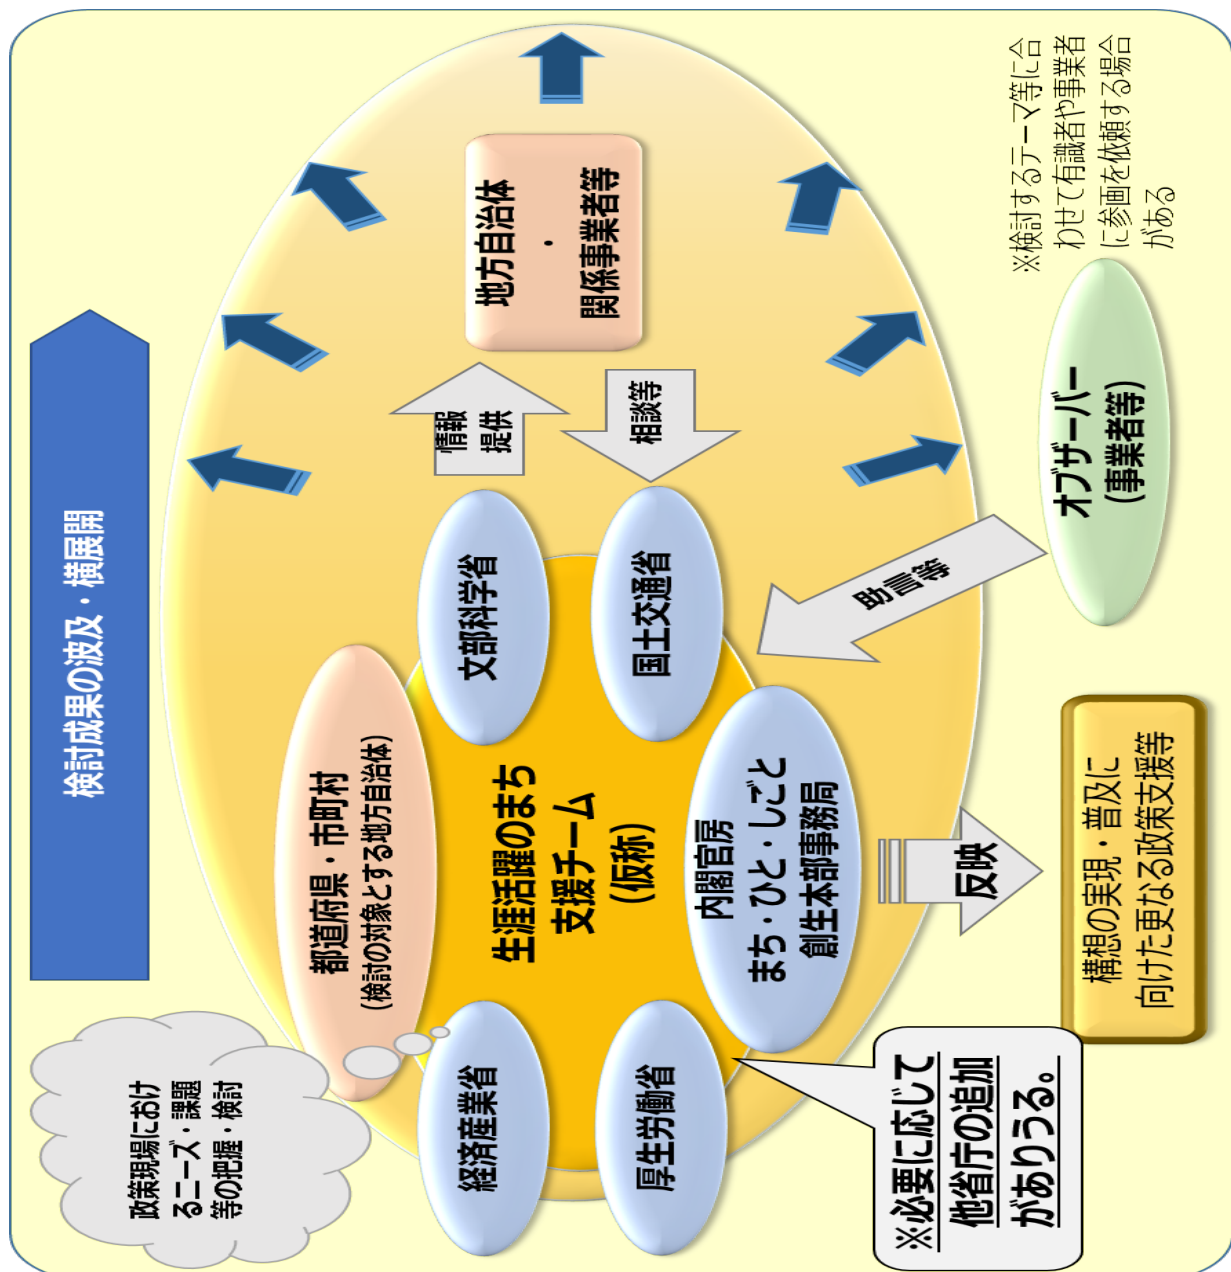 検討成果の波及・横展開
政策現場におけ
るニーズ・課題
等の把握・検討
都道府県・市町村
(検討の対象とする地方自治体)
経済産業省
文部科学省
生涯活躍のまち
支援チーム
(仮称)
厚生労働省
国土交通省
内閣官房
まち・ひと・しごと
創生本部事務局
情報
提供
相談等
地方自治体
・
関係事業者等
助言等
反映
※必要に応じて
他省庁の追加
がありうる。
構想の実現・普及に
向けた更なる政策支援等
オブザーバー
(事業者等)
※検討するテーマ等に合
わせて有識者や事業者
に参画を依頼する場合
がある